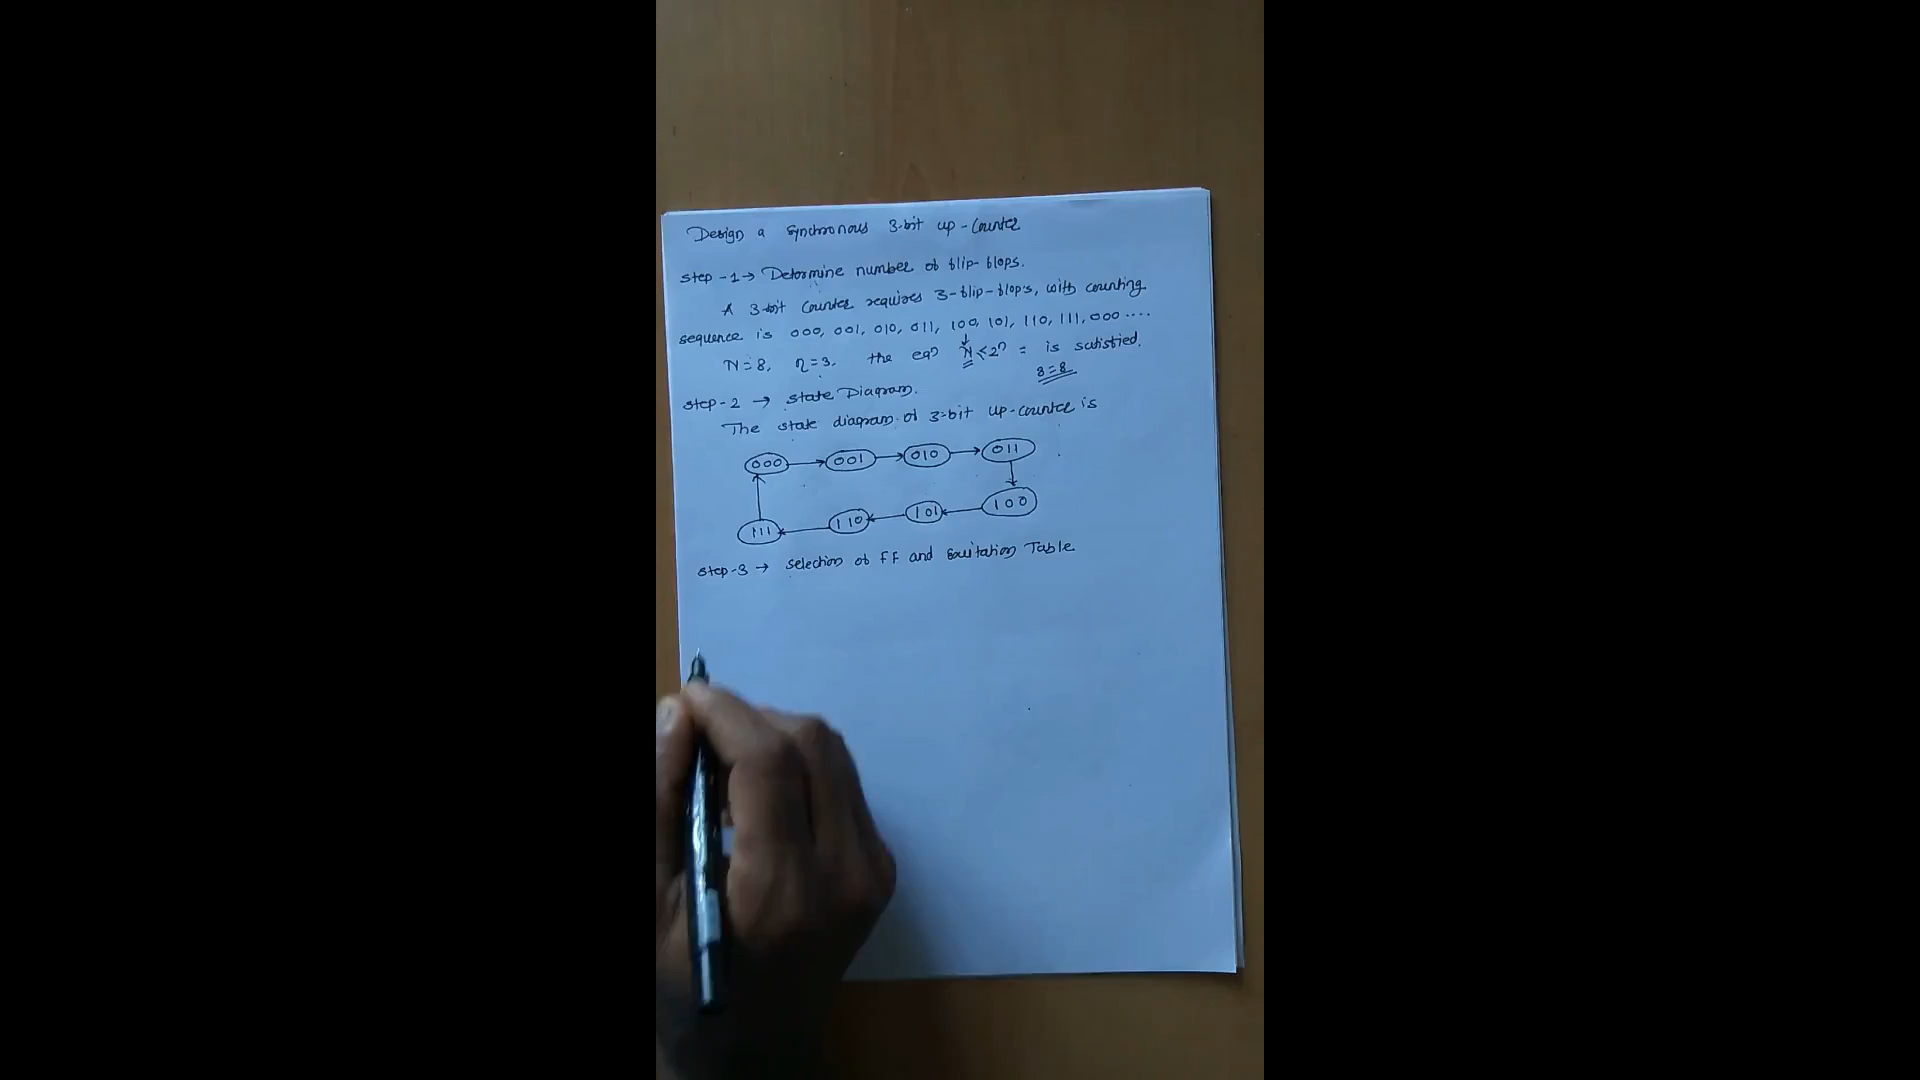 Design a synchronous 3-bit up-counter
step-1→ Determine number of flip-flops.
A 3-bit counter requires 3-flip-flops, with counting
sequence is 000, 001, 010, 011, 100, 101, 110, 111, 000 ....
N=8, n=3. the eqn N≤2n = is satisfied.
8=8
step-2 → state Diagram.
The state diagram of 3-bit up-counter is
000 → 001 → 010 → 011
111 ← 110 ← 101 ← 100
step-3 → selection of FF and Excitation Table